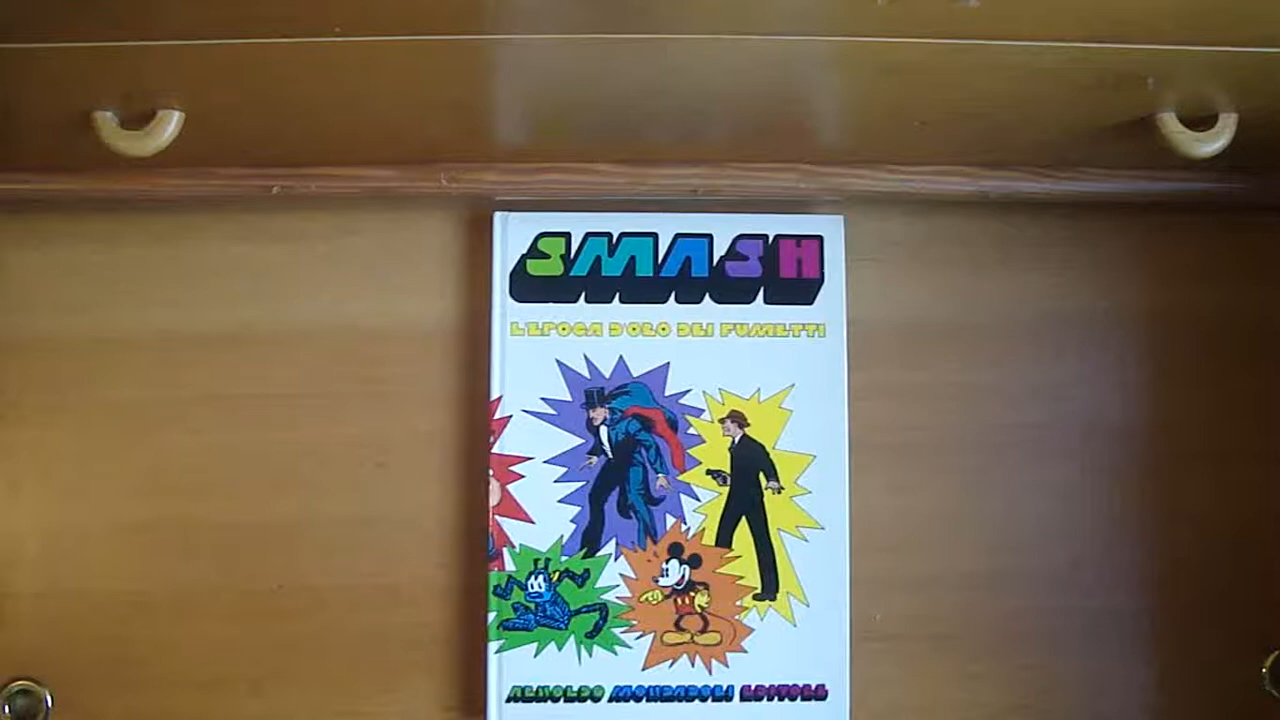 SMASH
L'EPOCA D'ORO DEI FUMETTI
ARNOLDO MONDADORI EDITORE